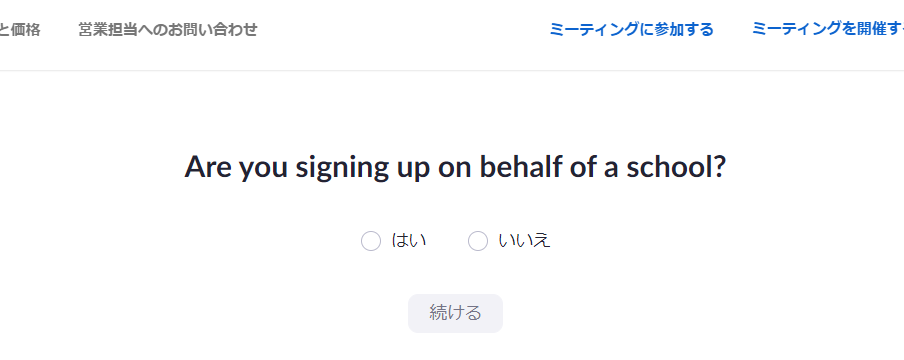 と価格 営業担当へのお問い合わせ ミーティングに参加する ミーティングを開催す
Are you signing up on behalf of a school?
はい いいえ
続ける